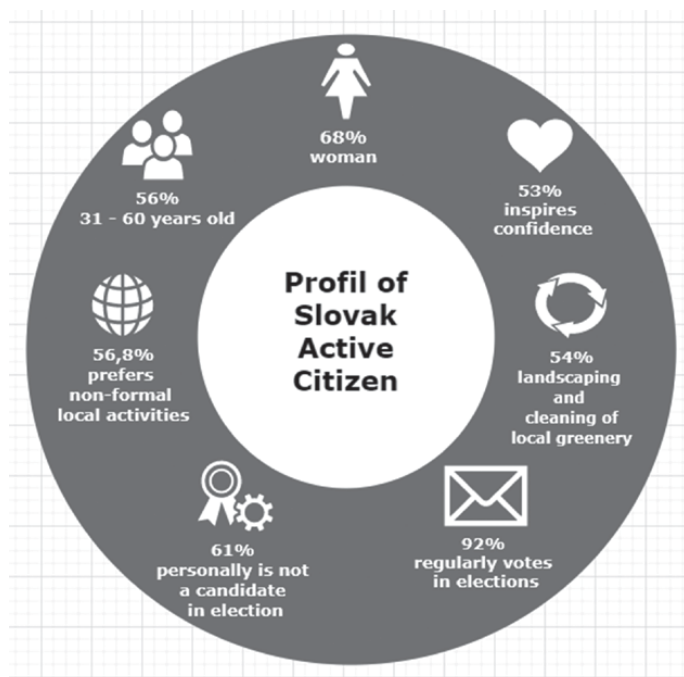 68%
woman
53%
inspires
confidence
54%
landscaping
and
cleaning of
local greenery
92%
regularly votes
in elections
61%
personally is not
a candidate
in election
56,8%
prefers
non-formal
local activities
56%
31 - 60 years old
Profil of
Slovak
Active
Citizen